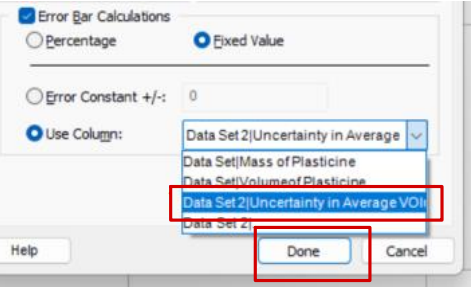 Error Bar Calculations
Percentage Fixed Value
Error Constant +/-: 0
Use Column: Data Set 2|Uncertainty in Average
Data Set|Mass of Plasticine
Data Set|Volumeof Plasticine
Data Set 2|Uncertainty in Average VOl
Data Set 2|
Help Done Cancel